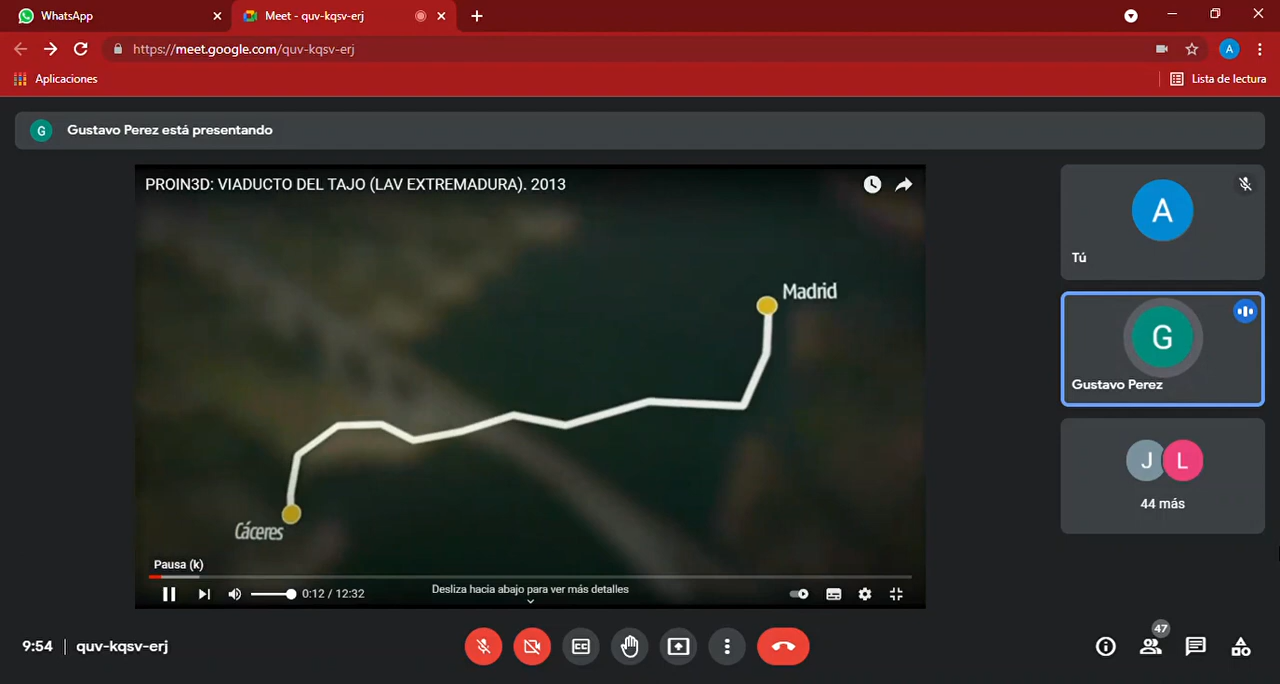 WhatsApp
Meet - quv-kqsv-erj
https://meet.google.com/quv-kqsv-erj
A
Aplicaciones
Lista de lectura
G
Gustavo Perez está presentando
PROIN3D: VIADUCTO DEL TAJO (LAV EXTREMADURA). 2013
Madrid
Cáceres
Pausa (k)
0:12 / 12:32
Desliza hacia abajo para ver más detalles
A
Tú
G
Gustavo Perez
J L
44 más
9:54 | quv-kqsv-erj
CC
47